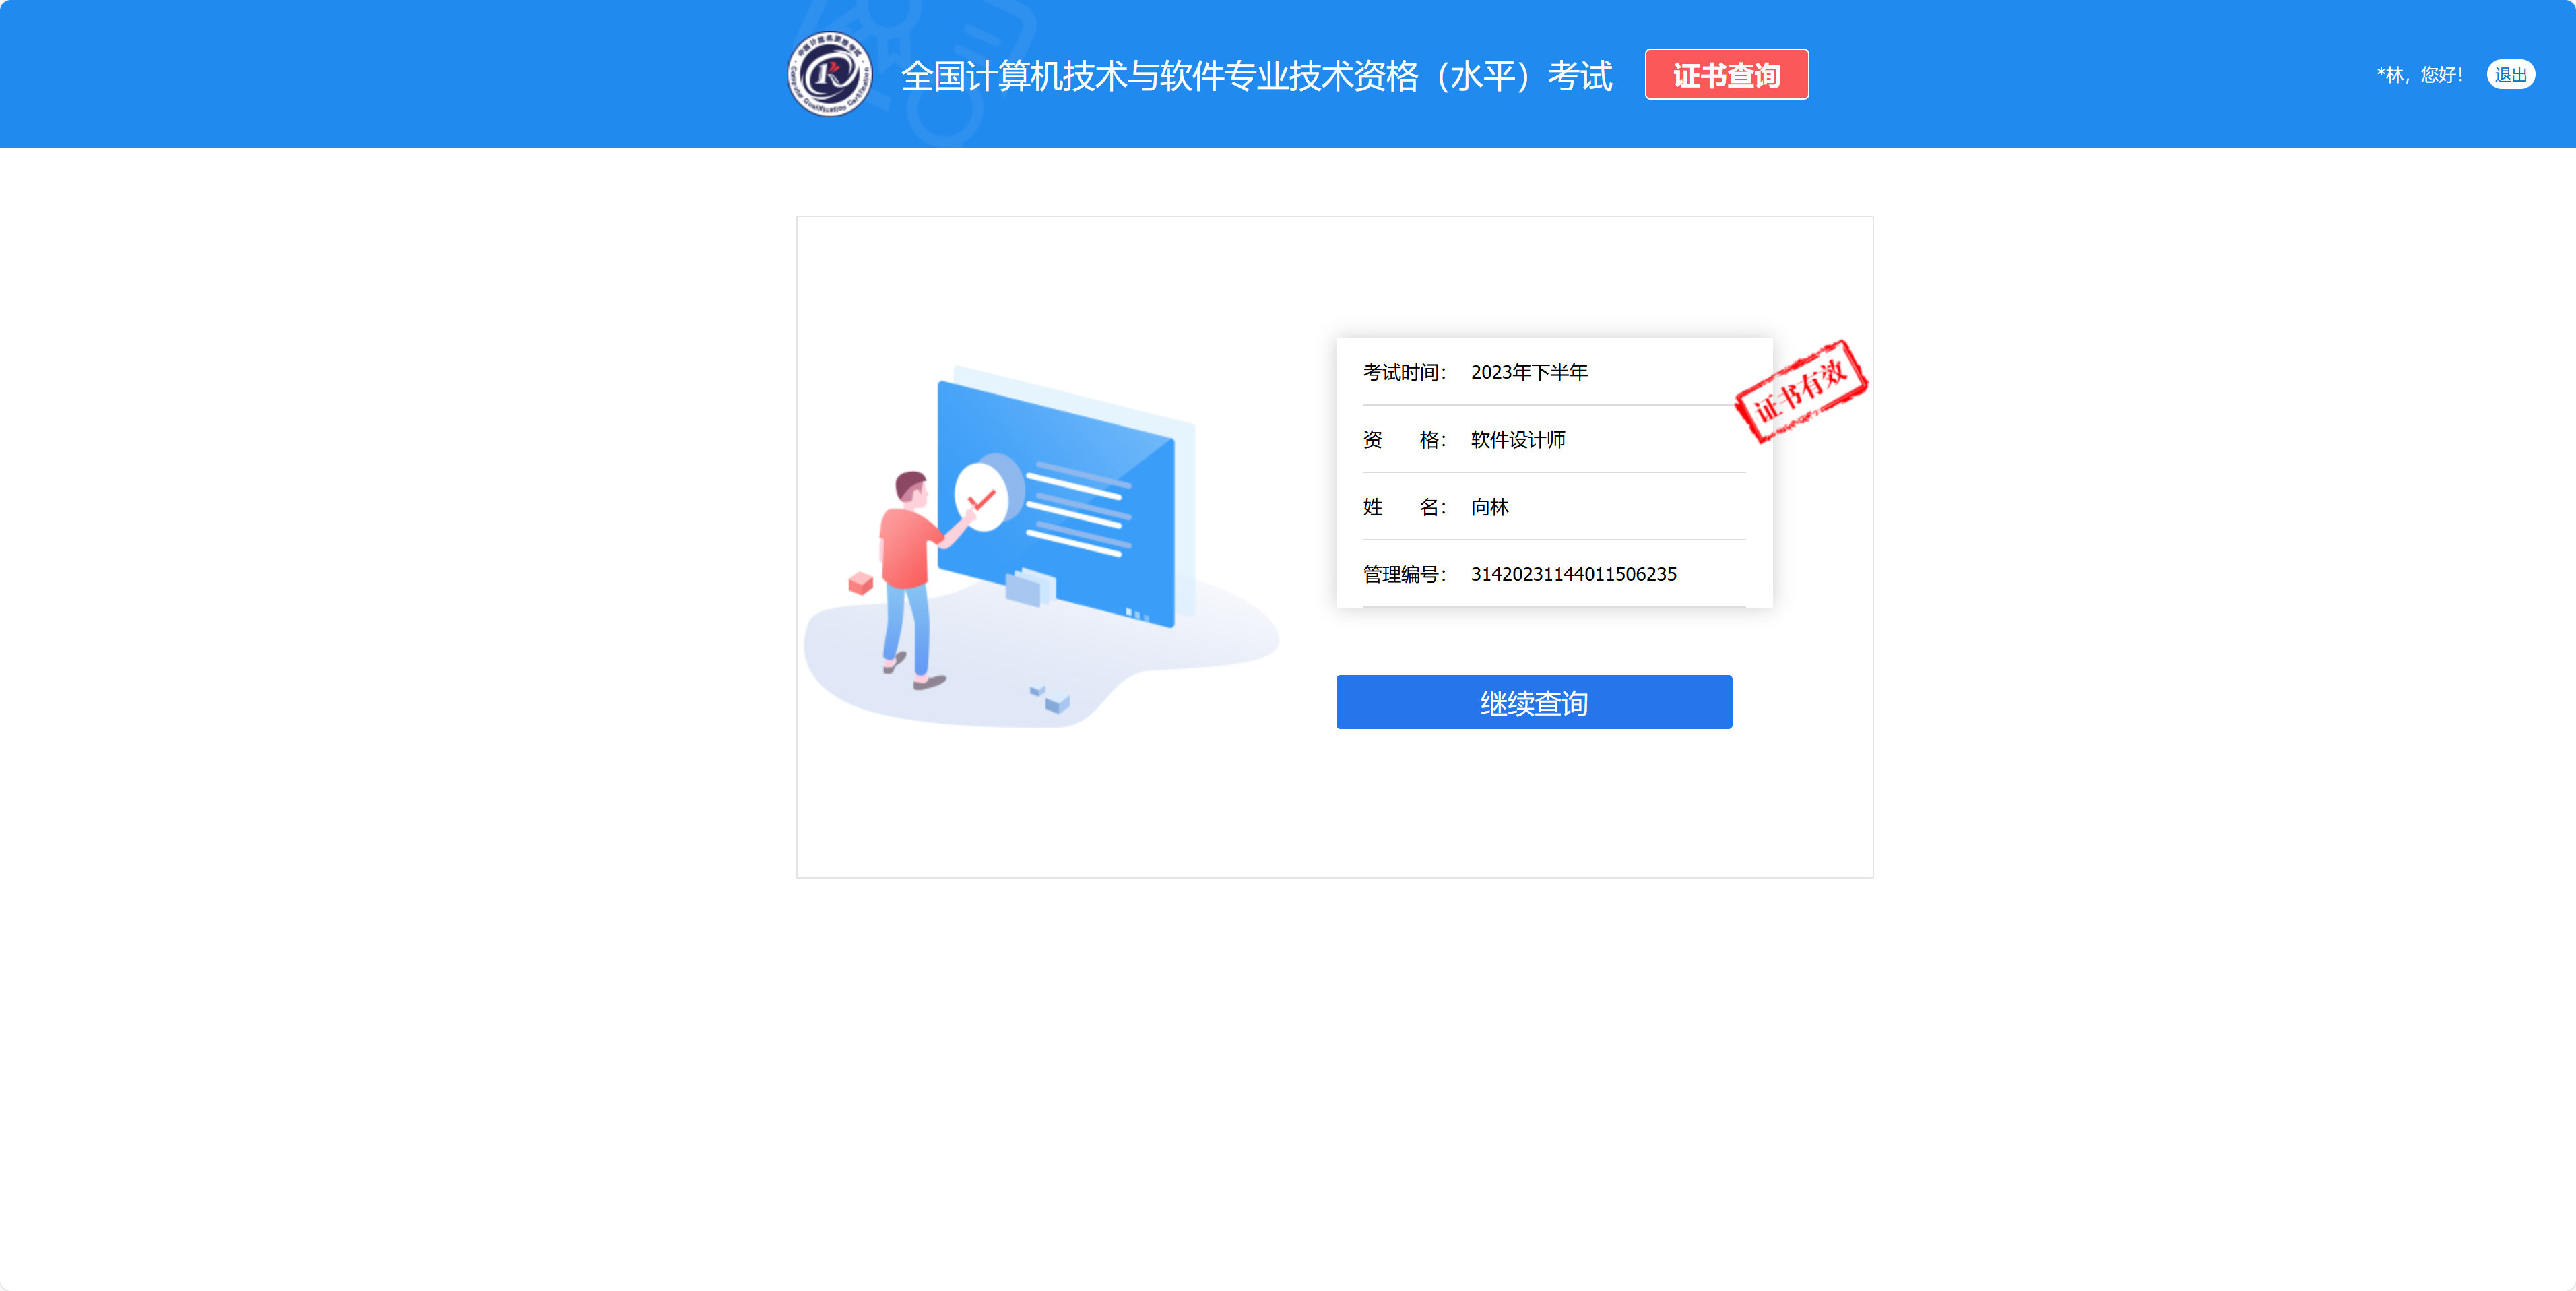 全国计算机技术与软件专业技术资格（水平）考试
证书查询
*林，您好！
退出
考试时间： 2023年下半年
证书有效
资 格： 软件设计师
姓 名： 向林
管理编号： 31420231144011506235
继续查询